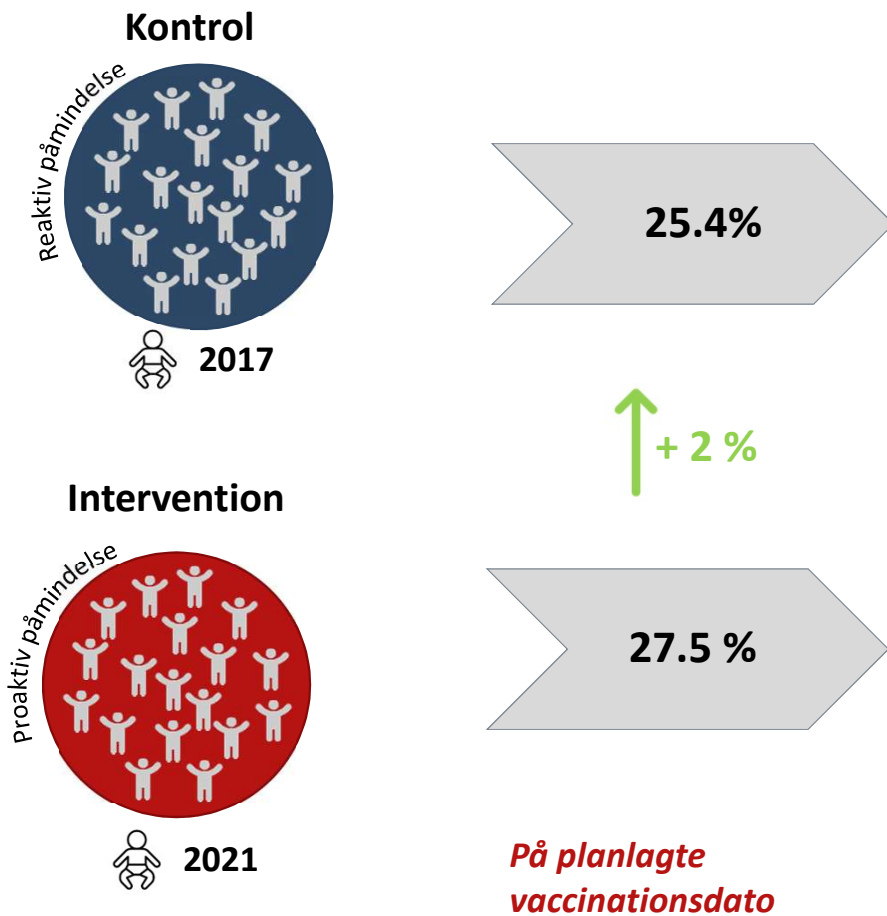 Kontrol
Reaktiv påmindelse
25.4%
2017
+ 2 %
Intervention
Proaktiv påmindelse
27.5 %
2021
På planlagte
vaccinationsdato